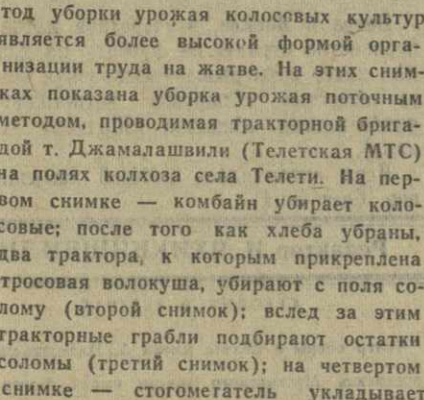 тод уборки урожая колосовых культур
является более высокой формой орга-
низации труда на жатве. На этих сним-
ках показана уборка урожая поточным
методом, проводимая тракторной брига-
дой т. Джамалашвили (Телетская МТС)
на полях колхоза села Телети. На пер-
вом снимке — комбайн убирает коло-
совые; после того как хлеба убраны,
два трактора, к которым прикреплена
тросовая волокуша, убирают с поля со-
лому (второй снимок); вслед за этим
тракторные грабли подбирают остатки
соломы (третий снимок); на четвертом
снимке — стогометатель укладывает